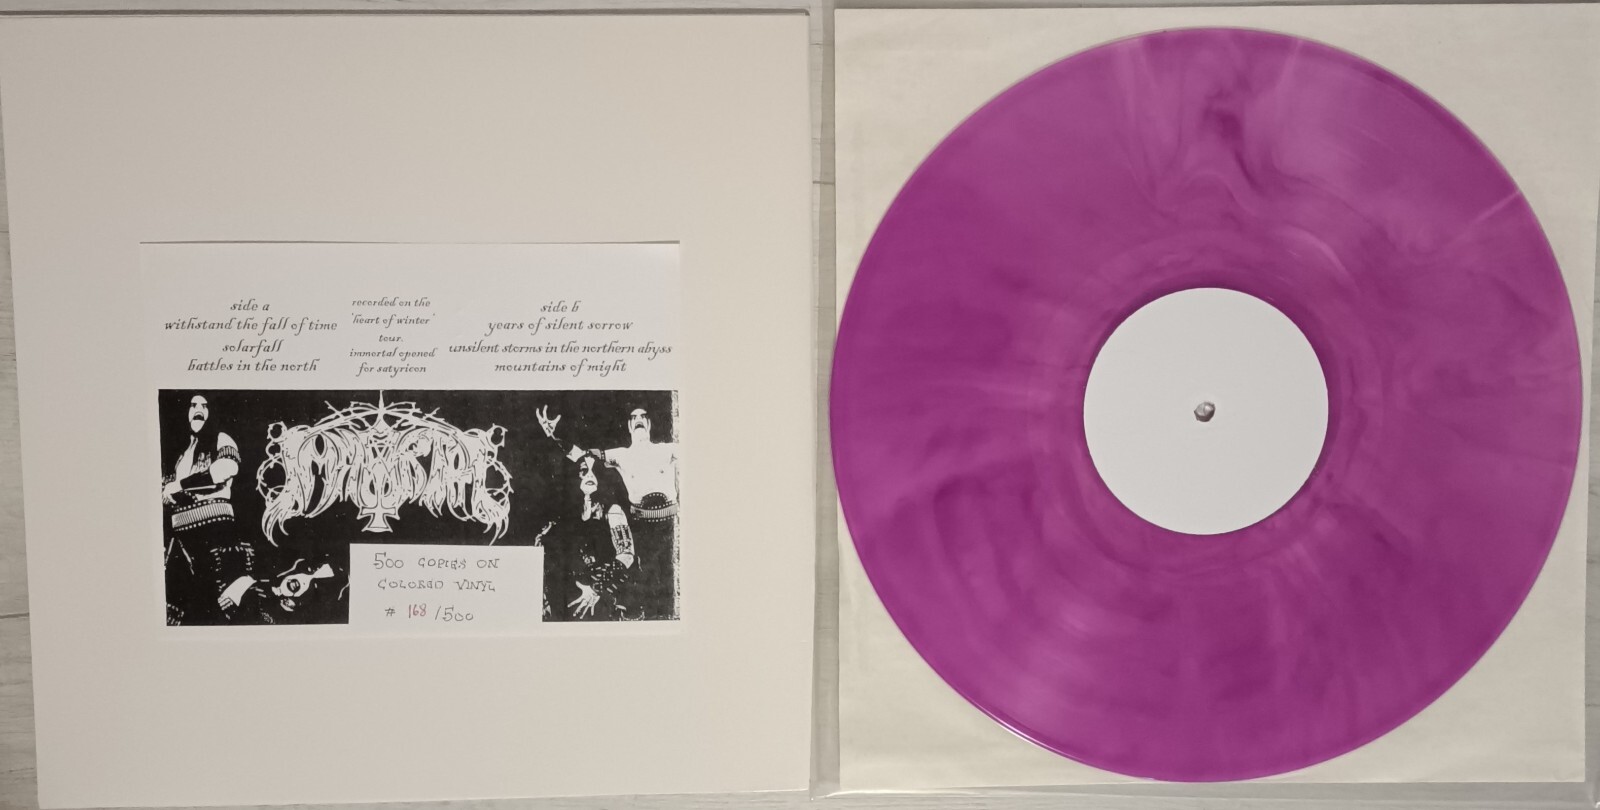 side a
withstand the fall of time
solarfall
battles in the north
recorded on the
'heart of winter'
tour.
immortal opened
for satyricon
side b
years of silent sorrow
unsilent storms in the northern abyss
mountains of might
IMMORTAL
500 COPIES ON
COLORED VINYL
# 168/500